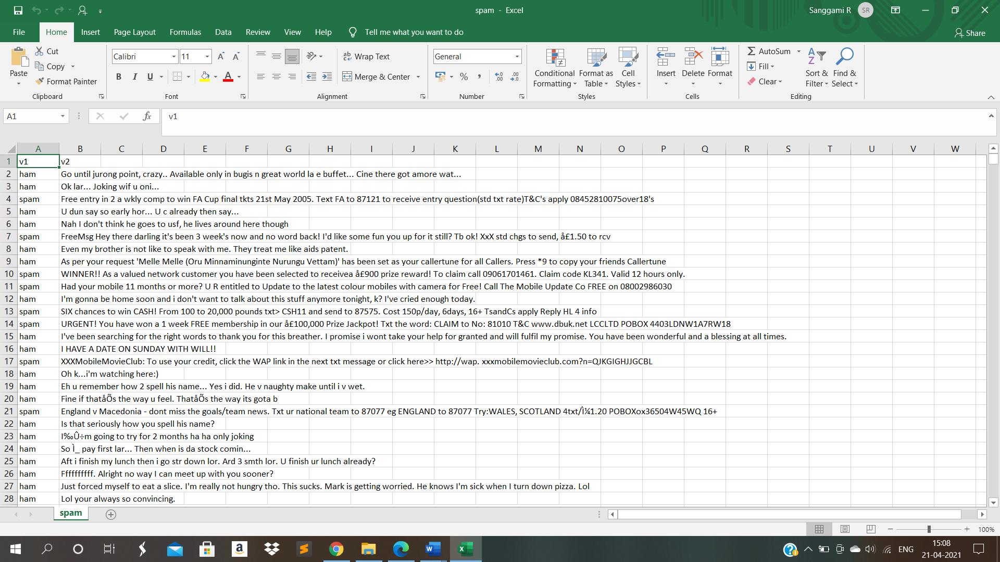 spam - Excel
Sanggami R SR
File Home Insert Page Layout Formulas Data Review View Help Tell me what you want to do Share
Paste Cut Copy Format Painter Clipboard
Calibri 11 B I U A Font
ab Wrap Text Merge & Center Alignment
General % , Number
Conditional Formatting Format as Table Cell Styles Styles
Insert Delete Format Cells
AutoSum Fill Clear Sort & Filter Find & Select Editing
A1 fx v1
A B C D E F G H I J K L M N O P Q R S T U V W
1 v1 v2
2 ham Go until jurong point, crazy.. Available only in bugis n great world la e buffet... Cine there got amore wat...
3 ham Ok lar... Joking wif u oni...
4 spam Free entry in 2 a wkly comp to win FA Cup final tkts 21st May 2005. Text FA to 87121 to receive entry question(std txt rate)T&C's apply 08452810075over18's
5 ham U dun say so early hor... U c already then say...
6 ham Nah I don't think he goes to usf, he lives around here though
7 spam FreeMsg Hey there darling it's been 3 week's now and no word back! I'd like some fun you up for it still? Tb ok! XxX std chgs to send, å£1.50 to rcv
8 ham Even my brother is not like to speak with me. They treat me like aids patent.
9 ham As per your request 'Melle Melle (Oru Minnaminunginte Nurungu Vettam)' has been set as your callertune for all Callers. Press *9 to copy your friends Callertune
10 spam WINNER!! As a valued network customer you have been selected to receivea å£900 prize reward! To claim call 09061701461. Claim code KL341. Valid 12 hours only.
11 spam Had your mobile 11 months or more? U R entitled to Update to the latest colour mobiles with camera for Free! Call The Mobile Update Co FREE on 08002986030
12 ham I'm gonna be home soon and i don't want to talk about this stuff anymore tonight, k? I've cried enough today.
13 spam SIX chances to win CASH! From 100 to 20,000 pounds txt> CSH11 and send to 87575. Cost 150p/day, 6days, 16+ TsandCs apply Reply HL 4 info
14 spam URGENT! You have won a 1 week FREE membership in our å£100,000 Prize Jackpot! Txt the word: CLAIM to No: 81010 T&C www.dbuk.net LCCLTD POBOX 4403LDNW1A7RW18
15 ham I've been searching for the right words to thank you for this breather. I promise i wont take your help for granted and will fulfil my promise. You have been wonderful and a blessing at all times.
16 ham I HAVE A DATE ON SUNDAY WITH WILL!!
17 spam XXXMobileMovieClub: To use your credit, click the WAP link in the next txt message or click here>> http://wap. xxxmobilemovieclub.com?n=QJKGIGHJJGCBL
18 ham Oh k...i'm watching here:)
19 ham Eh u remember how 2 spell his name... Yes i did. He v naughty make until i v wet.
20 ham Fine if thatåÕs the way u feel. ThatåÕs the way its gota b
21 spam England v Macedonia - dont miss the goals/team news. Txt ur national team to 87077 eg ENGLAND to 87077 Try:WALES, SCOTLAND 4txt/Ì¼1.20 POBOXox36504W45WQ 16+
22 ham Is that seriously how you spell his name?
23 ham I‰Û÷m going to try for 2 months ha ha only joking
24 ham So Ì_ pay first lar... Then when is da stock comin...
25 ham Aft i finish my lunch then i go str down lor. Ard 3 smth lor. U finish ur lunch already?
26 ham Ffffffffff. Alright no way I can meet up with you sooner?
27 ham Just forced myself to eat a slice. I'm really not hungry tho. This sucks. Mark is getting worried. He knows I'm sick when I turn down pizza. Lol
28 ham Lol your always so convincing.
spam
100%
ENG 15:08
21-04-2021